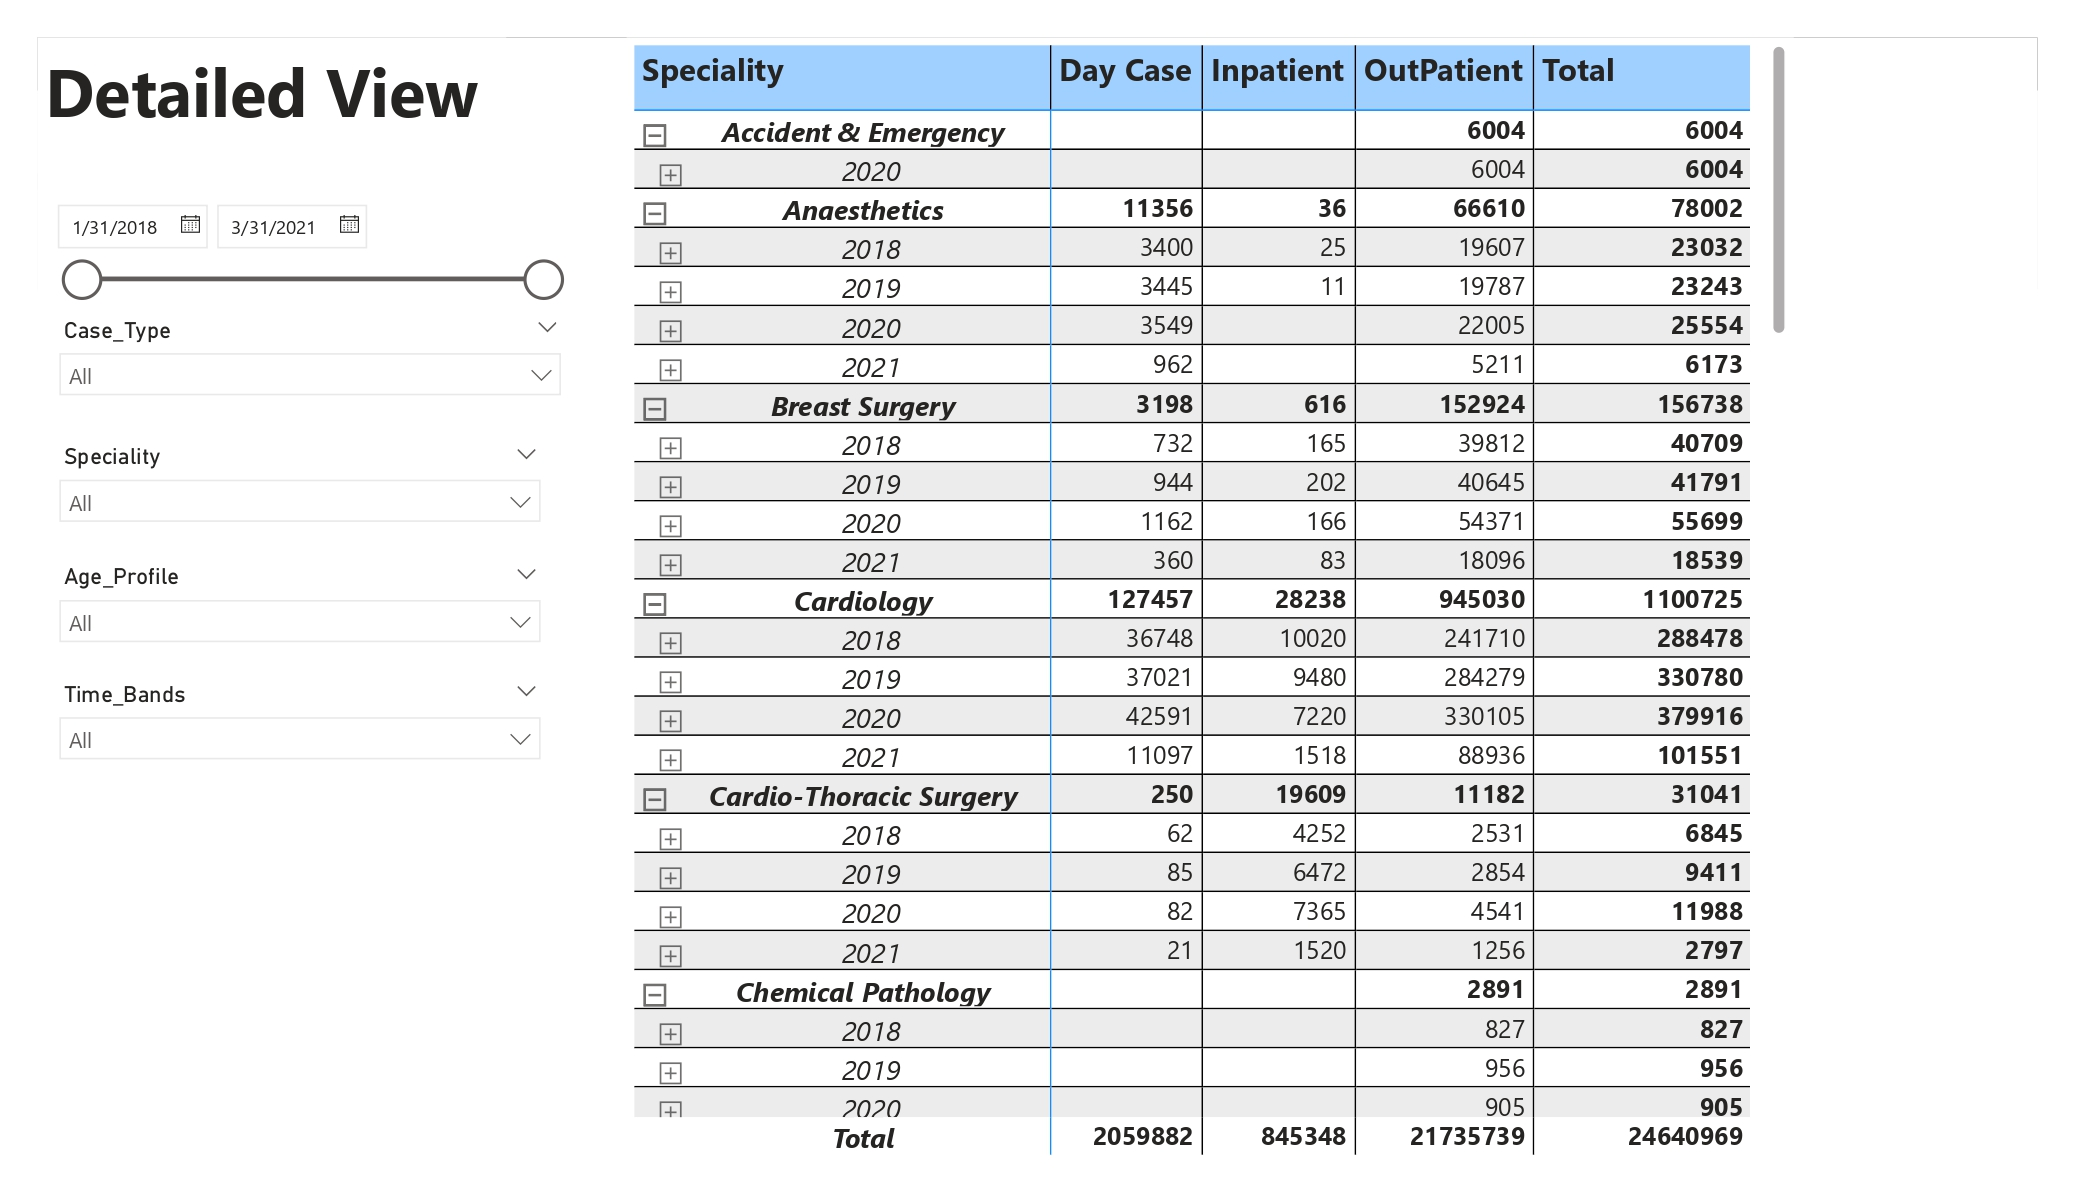 Detailed View
1/31/2018 3/31/2021
Case_Type
All
Speciality
All
Age_Profile
All
Time_Bands
All
Speciality Day Case Inpatient OutPatient Total
Accident & Emergency 6004 6004
2020 6004 6004
Anaesthetics 11356 36 66610 78002
2018 3400 25 19607 23032
2019 3445 11 19787 23243
2020 3549 22005 25554
2021 962 5211 6173
Breast Surgery 3198 616 152924 156738
2018 732 165 39812 40709
2019 944 202 40645 41791
2020 1162 166 54371 55699
2021 360 83 18096 18539
Cardiology 127457 28238 945030 1100725
2018 36748 10020 241710 288478
2019 37021 9480 284279 330780
2020 42591 7220 330105 379916
2021 11097 1518 88936 101551
Cardio-Thoracic Surgery 250 19609 11182 31041
2018 62 4252 2531 6845
2019 85 6472 2854 9411
2020 82 7365 4541 11988
2021 21 1520 1256 2797
Chemical Pathology 2891 2891
2018 827 827
2019 956 956
2020 905 905
Total 2059882 845348 21735739 24640969